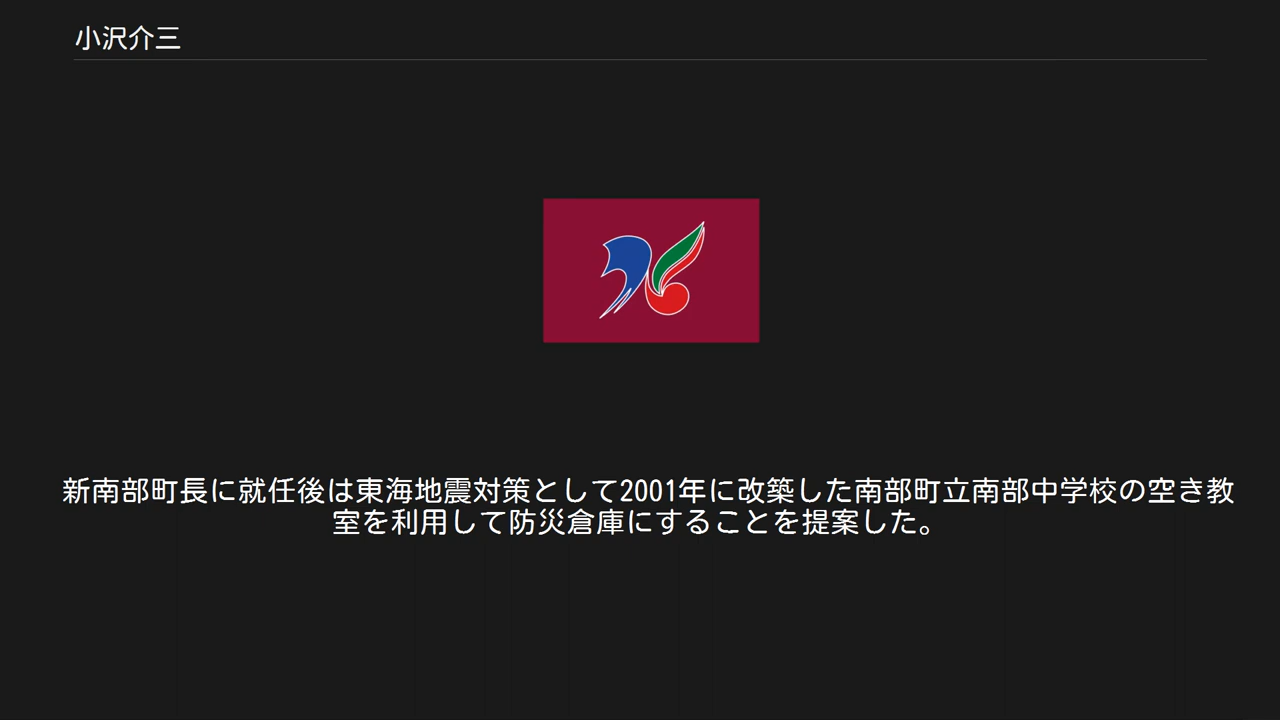 小沢介三
新南部町長に就任後は東海地震対策として2001年に改築した南部町立南部中学校の空き教
室を利用して防災倉庫にすることを提案した。